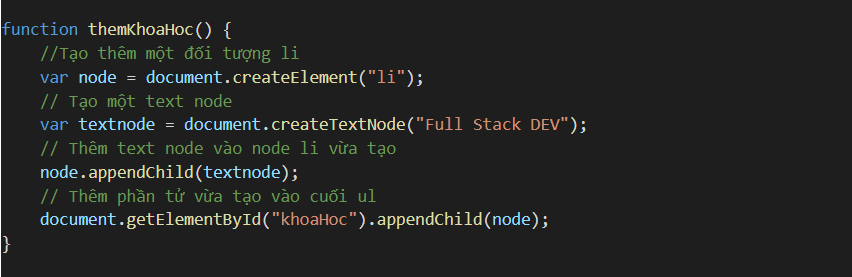 function themKhoaHoc() {
//Tạo thêm một đối tượng li
var node = document.createElement("li");
// Tạo một text node
var textnode = document.createTextNode("Full Stack DEV");
// Thêm text node vào node li vừa tạo
node.appendChild(textnode);
// Thêm phần tử vừa tạo vào cuối ul
document.getElementById("khoaHoc").appendChild(node);
}